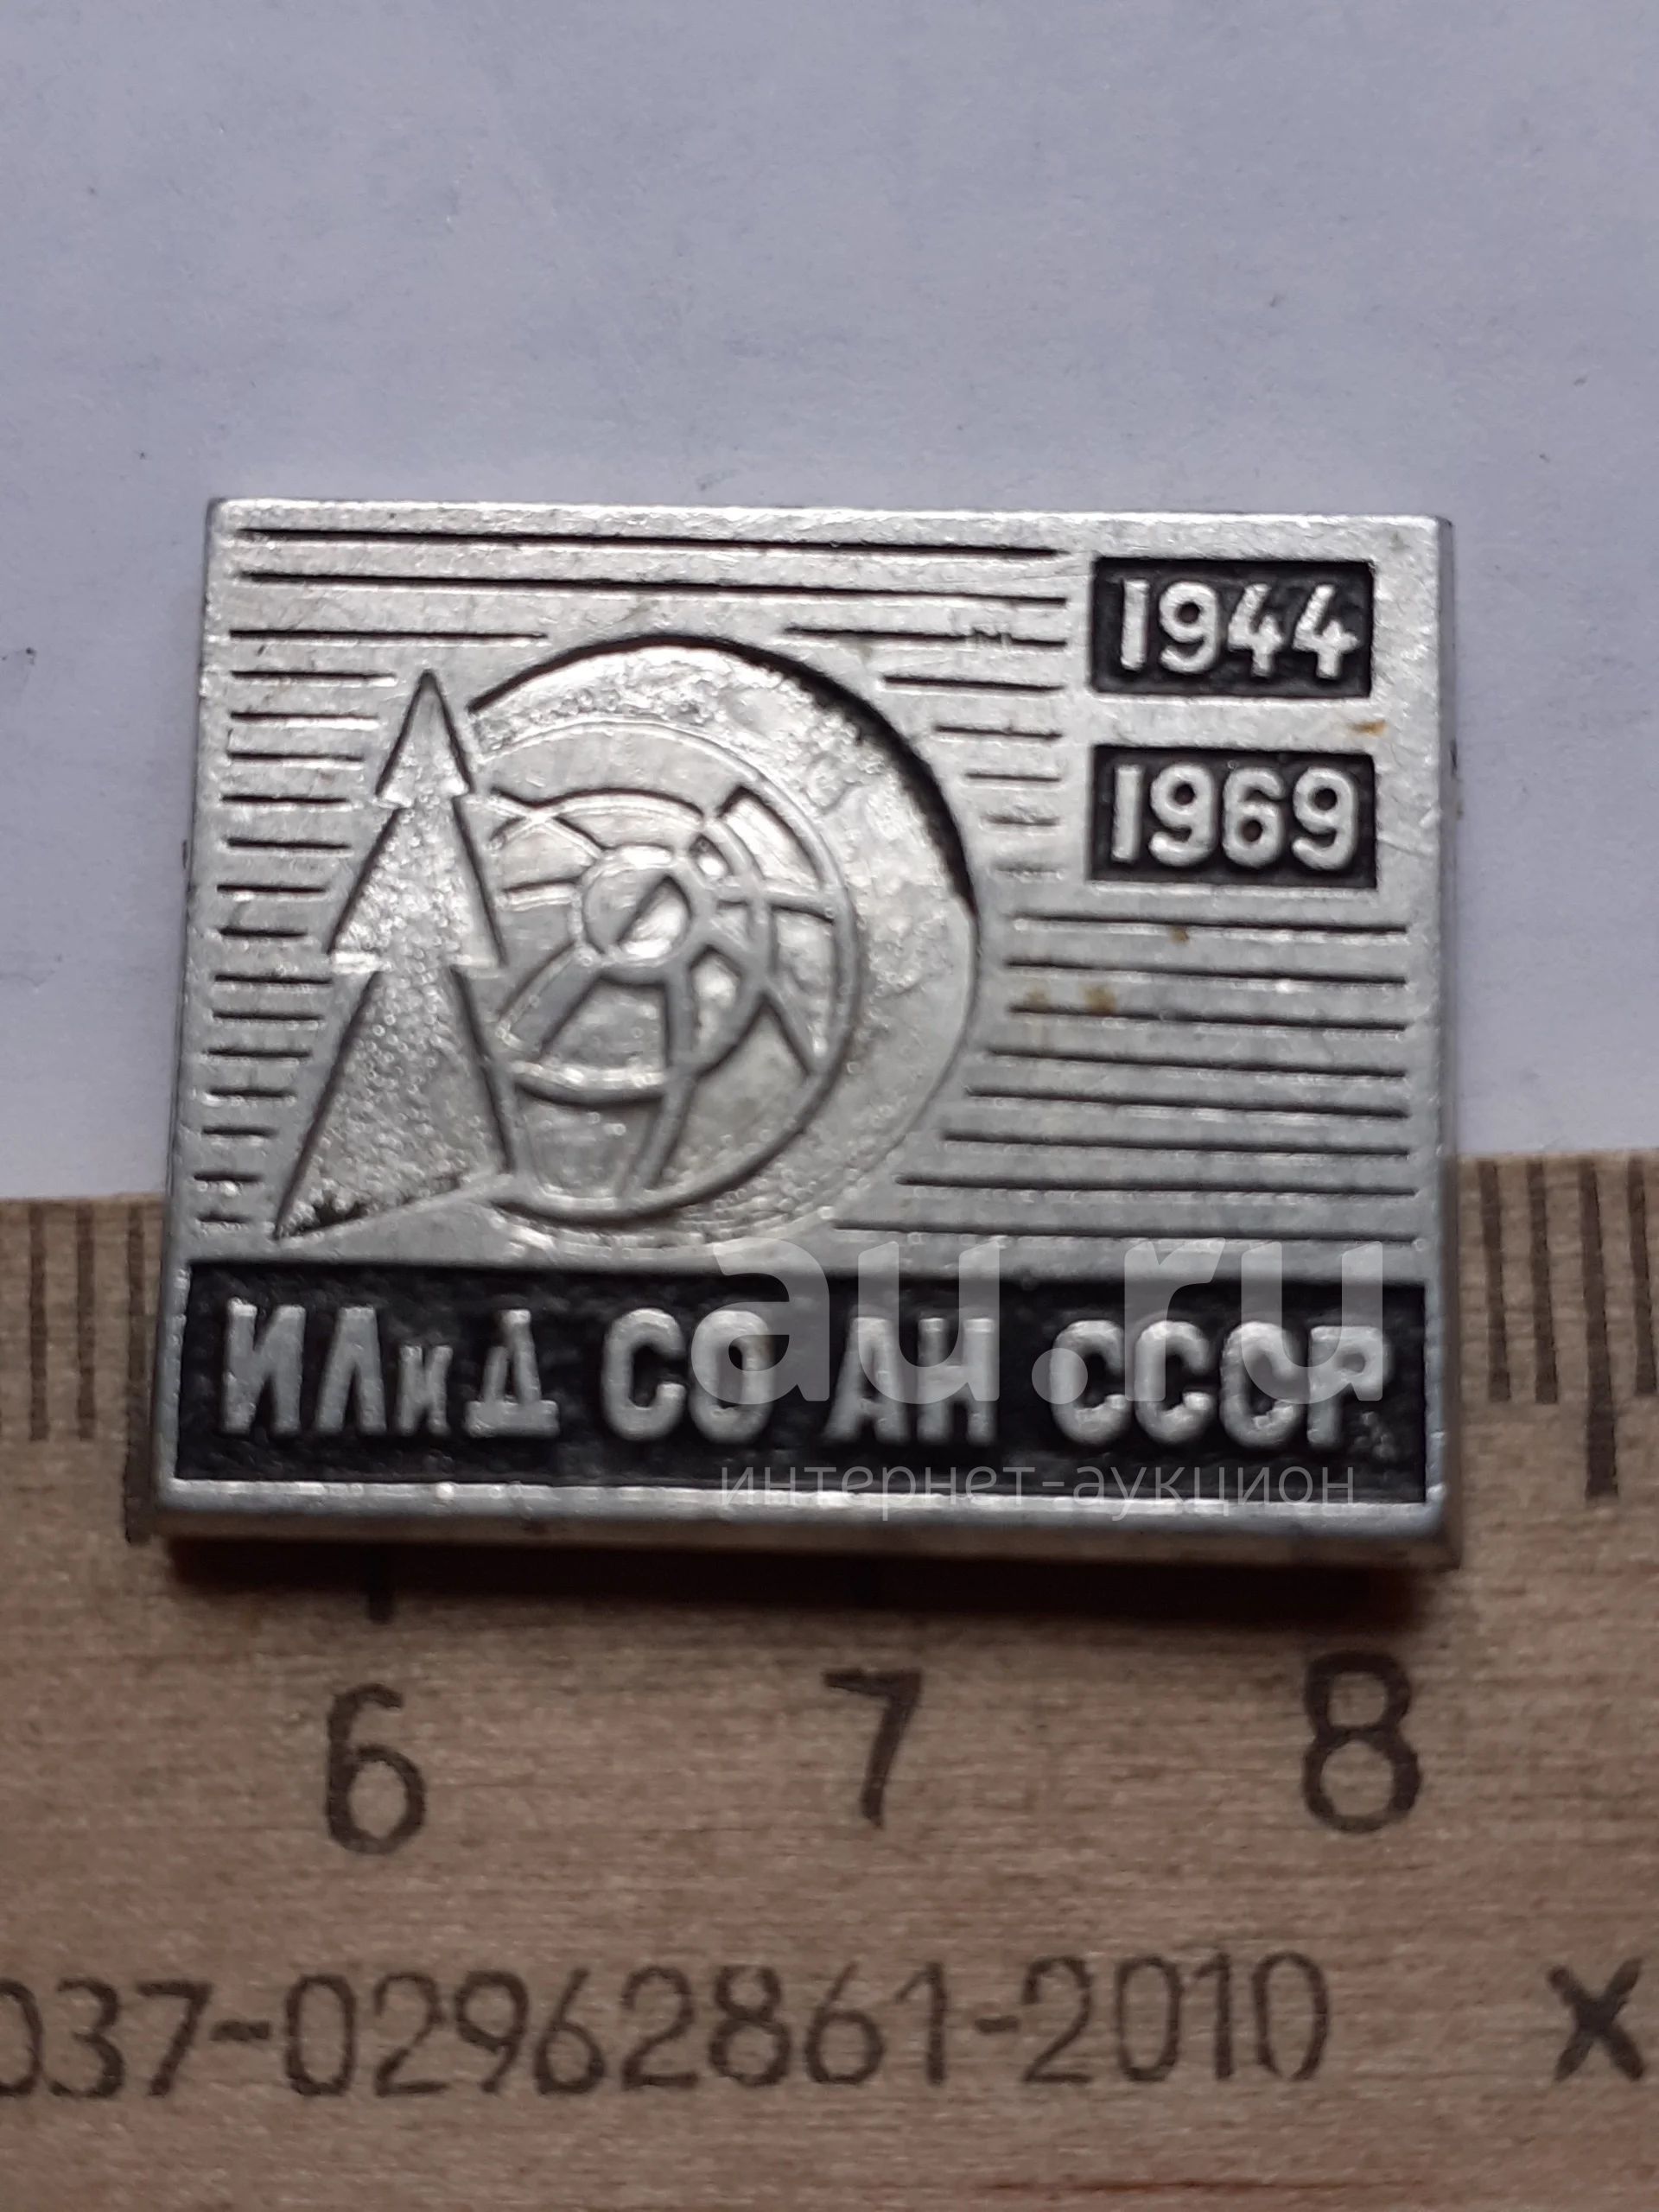 1944
1969
ИЛиД СО АН СССР
au.ru
интернет-аукцион
6 7 8
037-02962861-2010 х